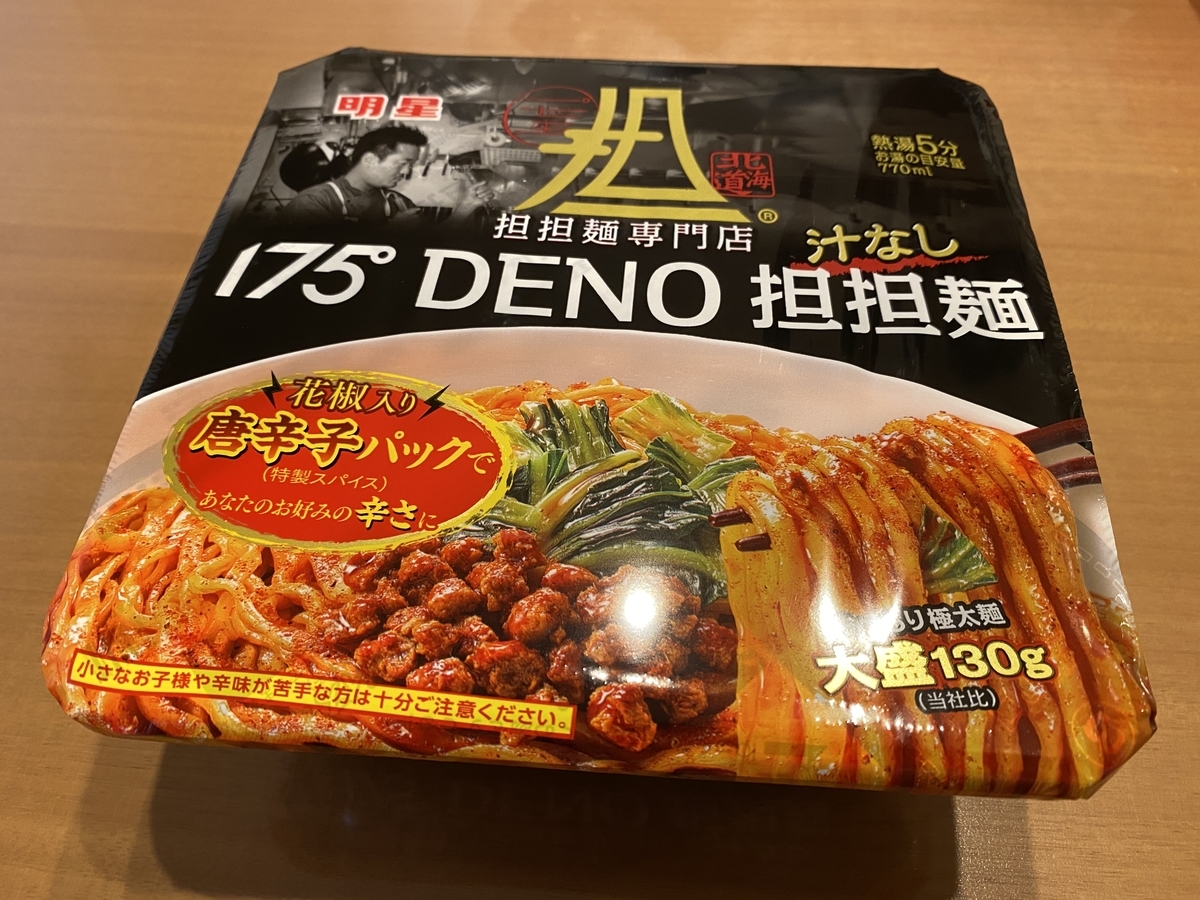 明星
担
北海道
®
熱湯5分
お湯の目安量
770ml
担担麺専門店
汁なし
175° DENO 担担麺
花椒入り
唐辛子パックで
(特製スパイス)
あなたのお好みの辛さに
り極太麺
大盛130g
(当社比)
小さなお子様や辛味が苦手な方は十分ご注意ください。